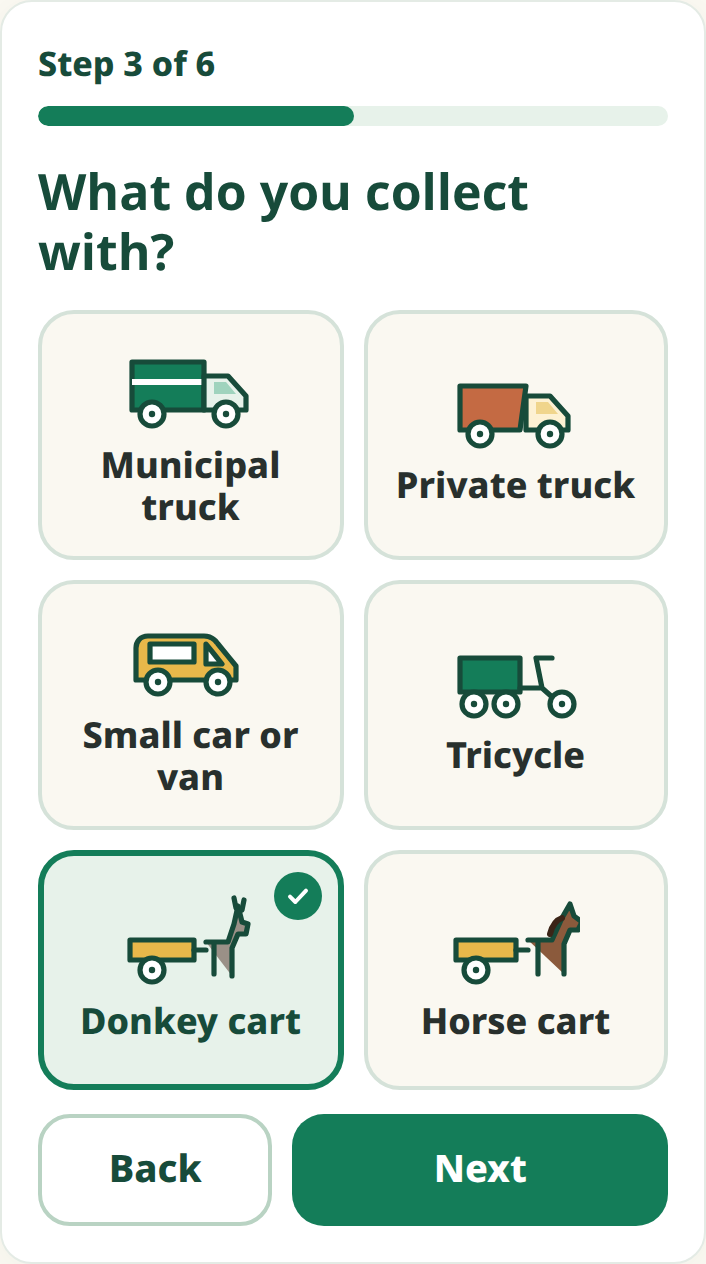 Step 3 of 6
What do you collect
with?
Municipal
truck
Private truck
Small car or
van
Tricycle
Donkey cart
Horse cart
Back
Next